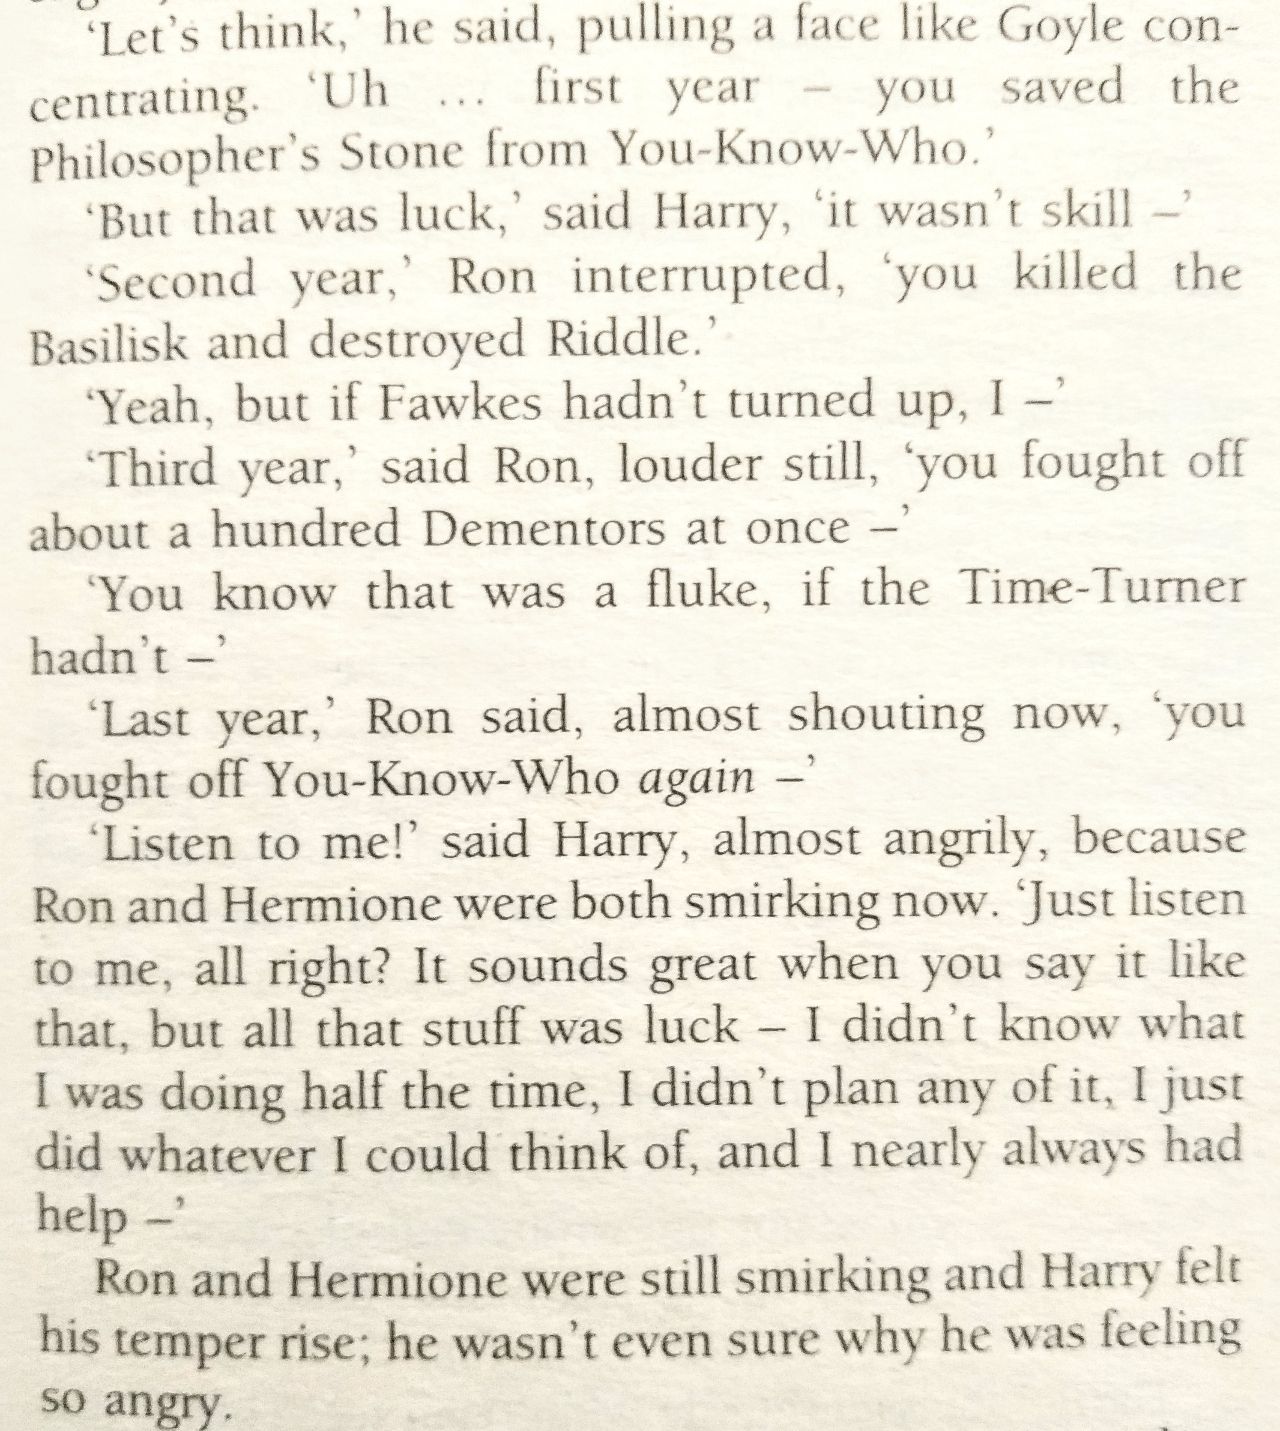 ‘Let’s think,’ he said, pulling a face like Goyle con-
centrating. ‘Uh ... first year – you saved the
Philosopher’s Stone from You-Know-Who.’
‘But that was luck,’ said Harry, ‘it wasn’t skill –’
‘Second year,’ Ron interrupted, ‘you killed the
Basilisk and destroyed Riddle.’
‘Yeah, but if Fawkes hadn’t turned up, I –’
‘Third year,’ said Ron, louder still, ‘you fought off
about a hundred Dementors at once –’
‘You know that was a fluke, if the Time-Turner
hadn’t –’
‘Last year,’ Ron said, almost shouting now, ‘you
fought off You-Know-Who again –’
‘Listen to me!’ said Harry, almost angrily, because
Ron and Hermione were both smirking now. ‘Just listen
to me, all right? It sounds great when you say it like
that, but all that stuff was luck – I didn’t know what
I was doing half the time, I didn’t plan any of it, I just
did whatever I could think of, and I nearly always had
help –’
Ron and Hermione were still smirking and Harry felt
his temper rise; he wasn’t even sure why he was feeling
so angry.